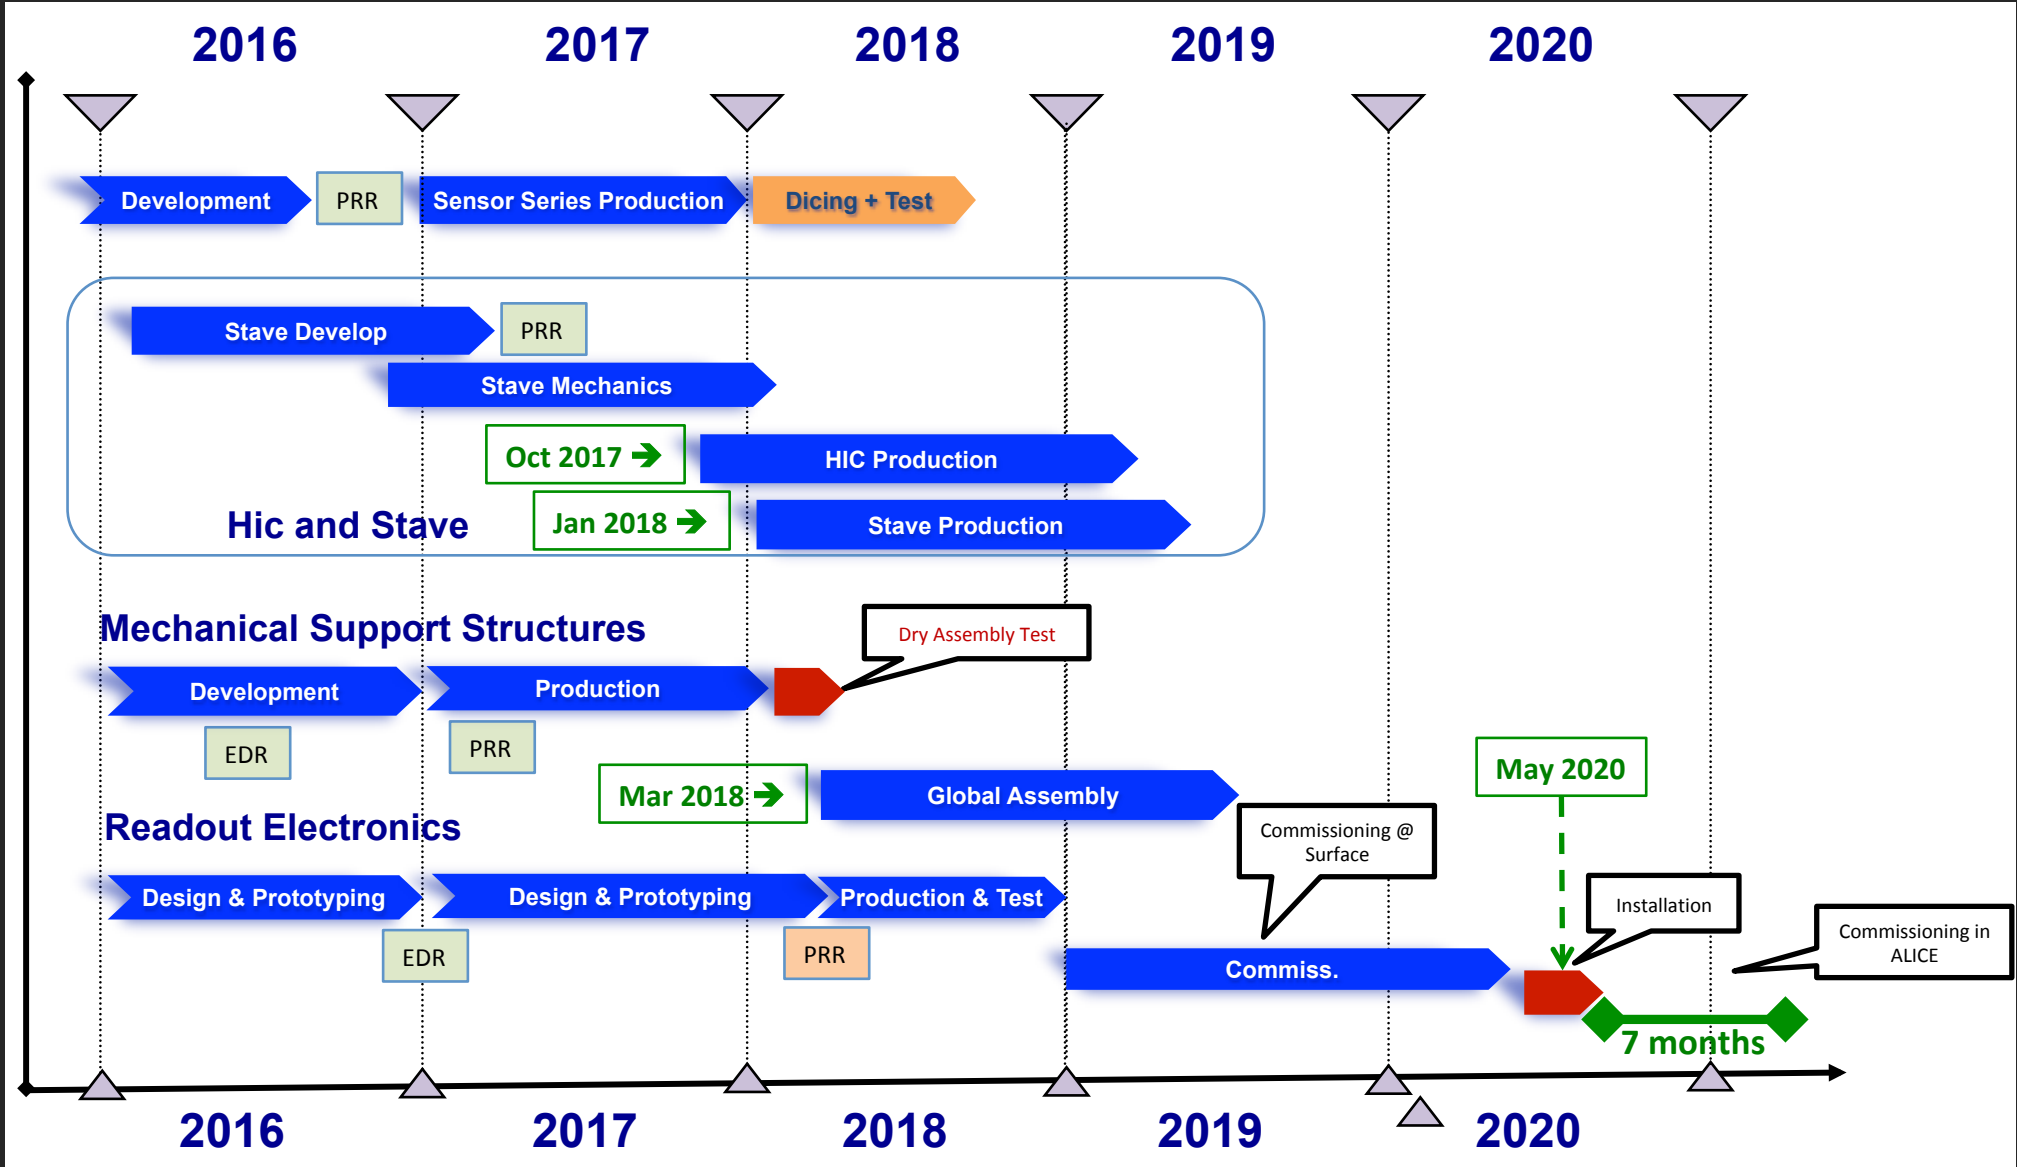 2016 2017 2018 2019 2020
Development PRR Sensor Series Production Dicing + Test
Stave Develop PRR
Stave Mechanics
Oct 2017 ➔ HIC Production
Hic and Stave Jan 2018 ➔ Stave Production
Mechanical Support Structures
Dry Assembly Test
Development Production
EDR PRR
Mar 2018 ➔ Global Assembly
May 2020
Readout Electronics
Commissioning @
Surface
Design & Prototyping Design & Prototyping Production & Test
Installation
Commissioning in
ALICE
EDR PRR
Commiss.
7 months
2016 2017 2018 2019 2020